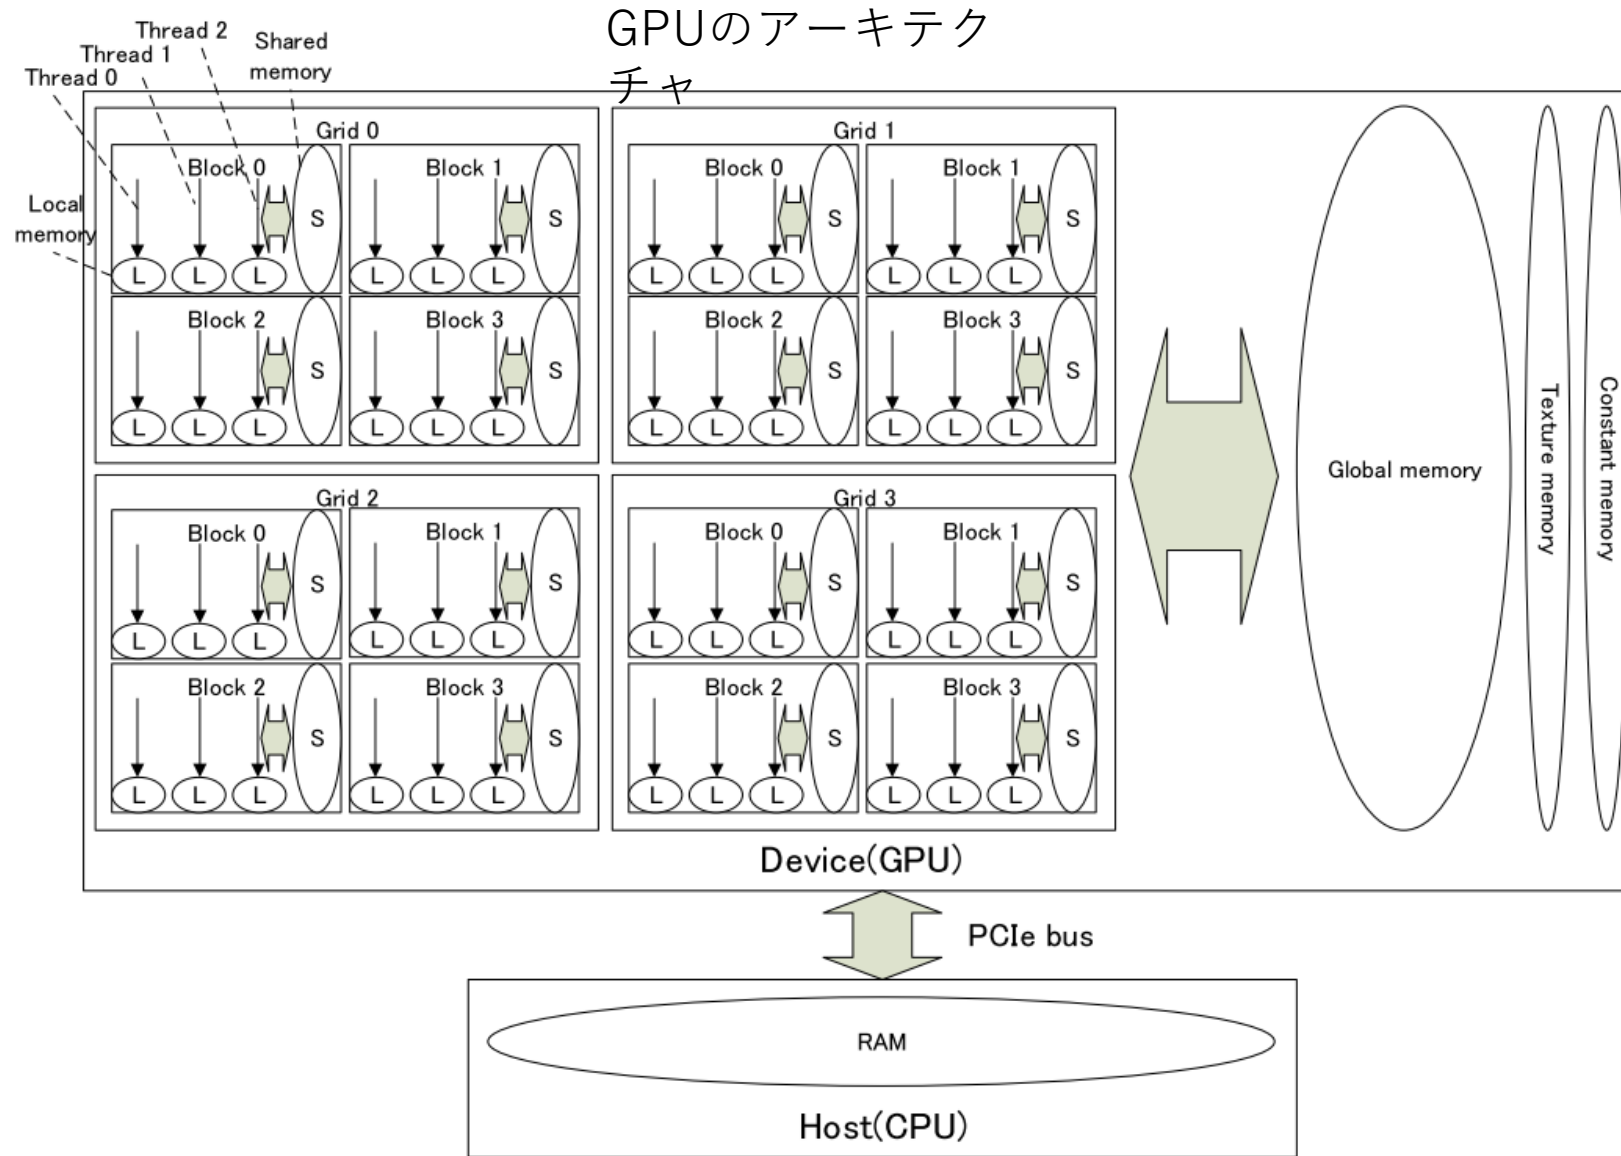 GPUのアーキテク
チャ
Thread 2
Thread 1
Thread 0
Shared
memory
Local
memory
Grid 0
Block 0
S
L
L
L
Block 1
S
L
L
L
Block 2
S
L
L
L
Block 3
S
L
L
L
Grid 1
Block 0
S
L
L
L
Block 1
S
L
L
L
Block 2
S
L
L
L
Block 3
S
L
L
L
Grid 2
Block 0
S
L
L
L
Block 1
S
L
L
L
Block 2
S
L
L
L
Block 3
S
L
L
L
Grid 3
Block 0
S
L
L
L
Block 1
S
L
L
L
Block 2
S
L
L
L
Block 3
S
L
L
L
Global memory
Texture memory
Constant memory
Device(GPU)
PCIe bus
RAM
Host(CPU)